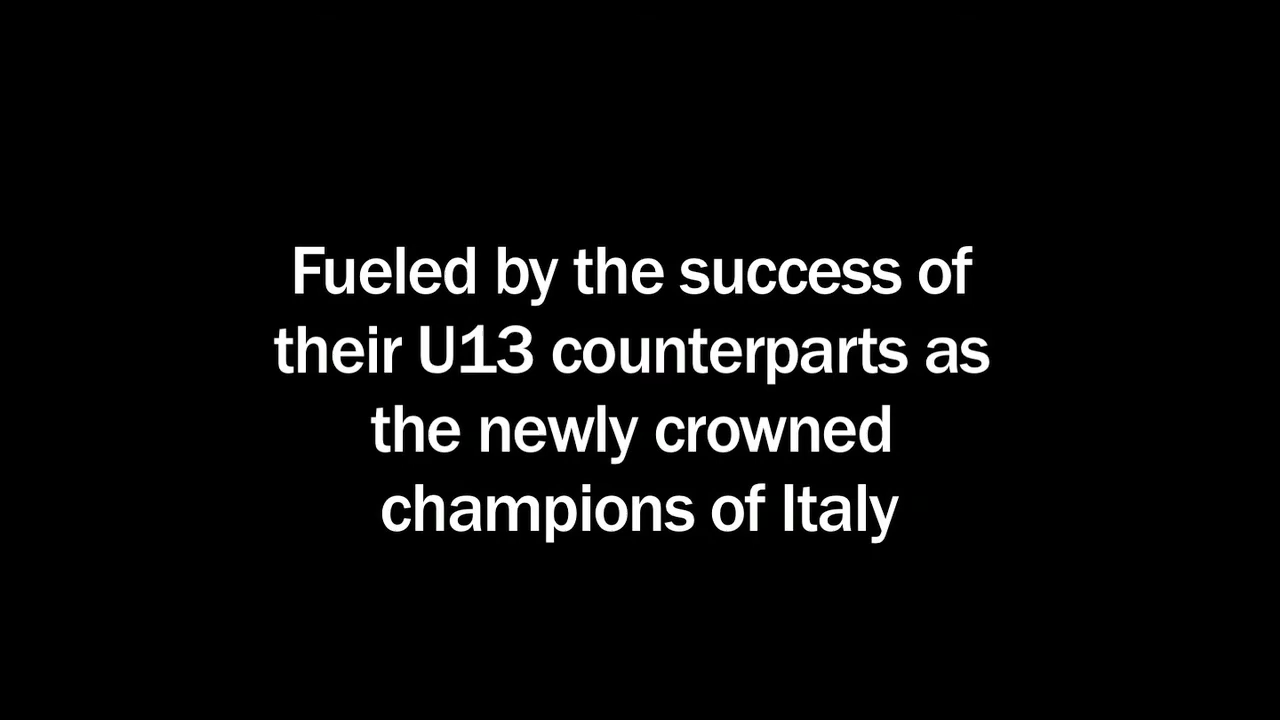 Fueled by the success of
their U13 counterparts as
the newly crowned
champions of Italy